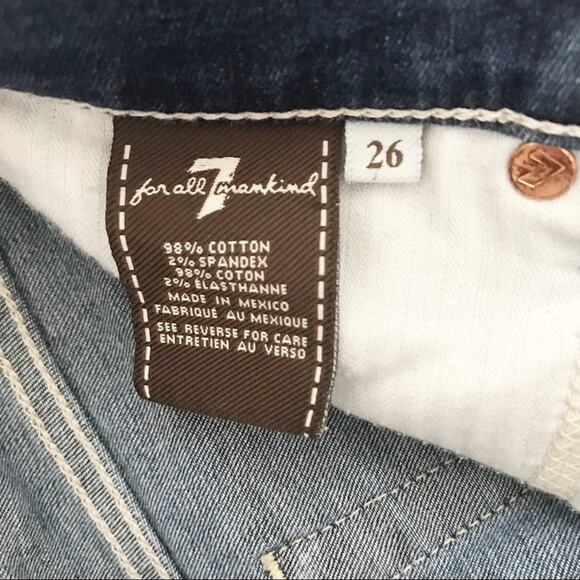 7
for all mankind
26
98% COTTON
2% SPANDEX
98% COTON
2% ELASTHANNE
MADE IN MEXICO
FABRIQUÉ AU MEXIQUE
SEE REVERSE FOR CARE
ENTRETIEN AU VERSO